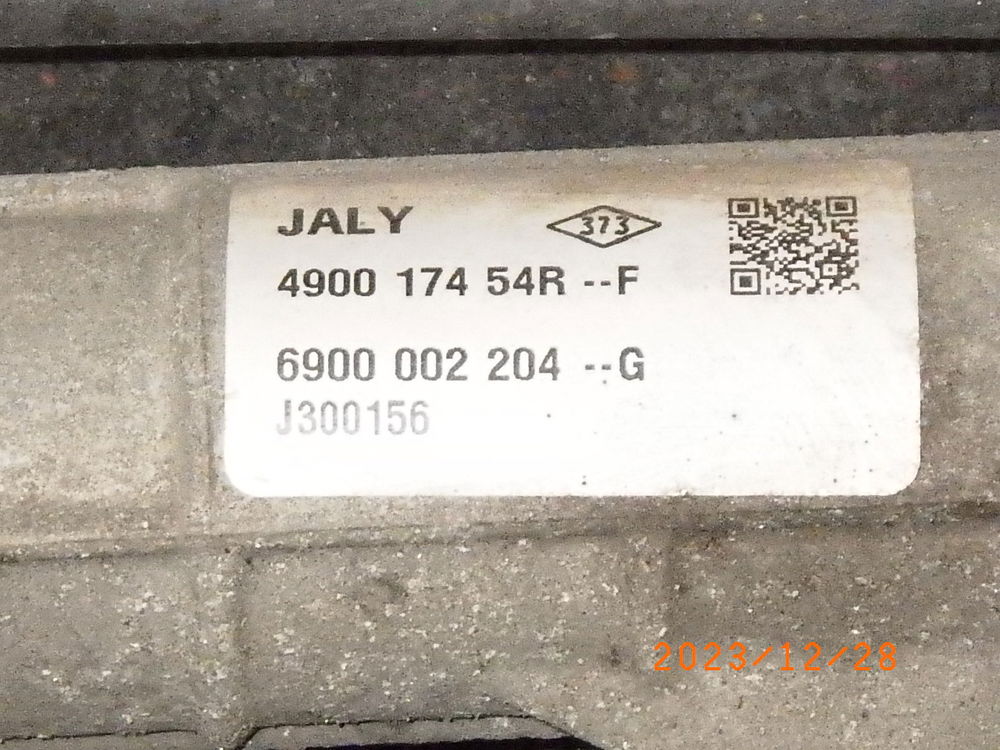 JALY 373
4900 174 54R --F
6900 002 204 --G
J300156
2023/12/28